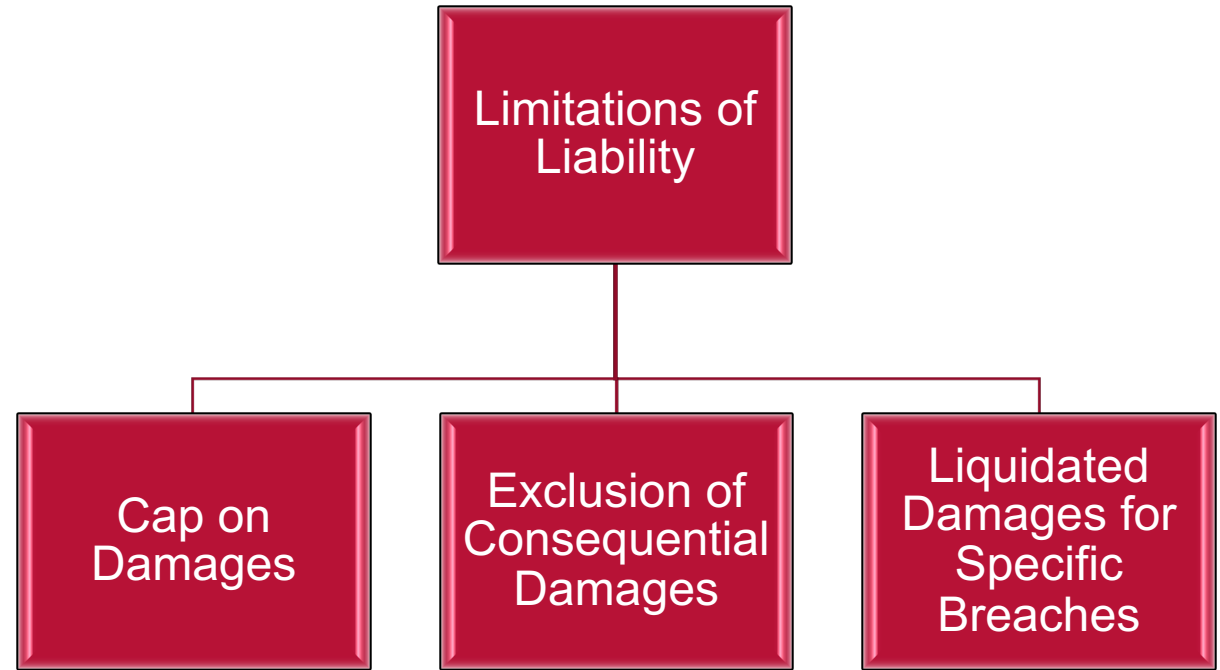 Limitations of
Liability
Cap on
Damages
Exclusion of
Consequential
Damages
Liquidated
Damages for
Specific
Breaches